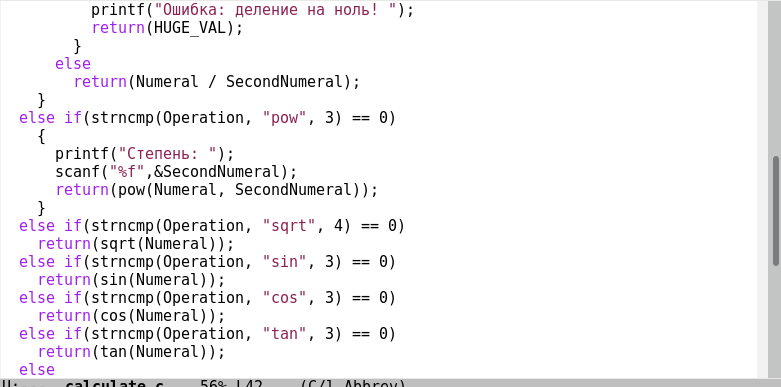 printf("Ошибка: деление на ноль! ");
return(HUGE_VAL);
}
else
return(Numeral / SecondNumeral);
}
else if(strncmp(Operation, "pow", 3) == 0)
{
printf("Степень: ");
scanf("%f",&SecondNumeral);
return(pow(Numeral, SecondNumeral));
}
else if(strncmp(Operation, "sqrt", 4) == 0)
return(sqrt(Numeral));
else if(strncmp(Operation, "sin", 3) == 0)
return(sin(Numeral));
else if(strncmp(Operation, "cos", 3) == 0)
return(cos(Numeral));
else if(strncmp(Operation, "tan", 3) == 0)
return(tan(Numeral));
else
U:--- calculate.c 56% L42 (C/l Abbrev)